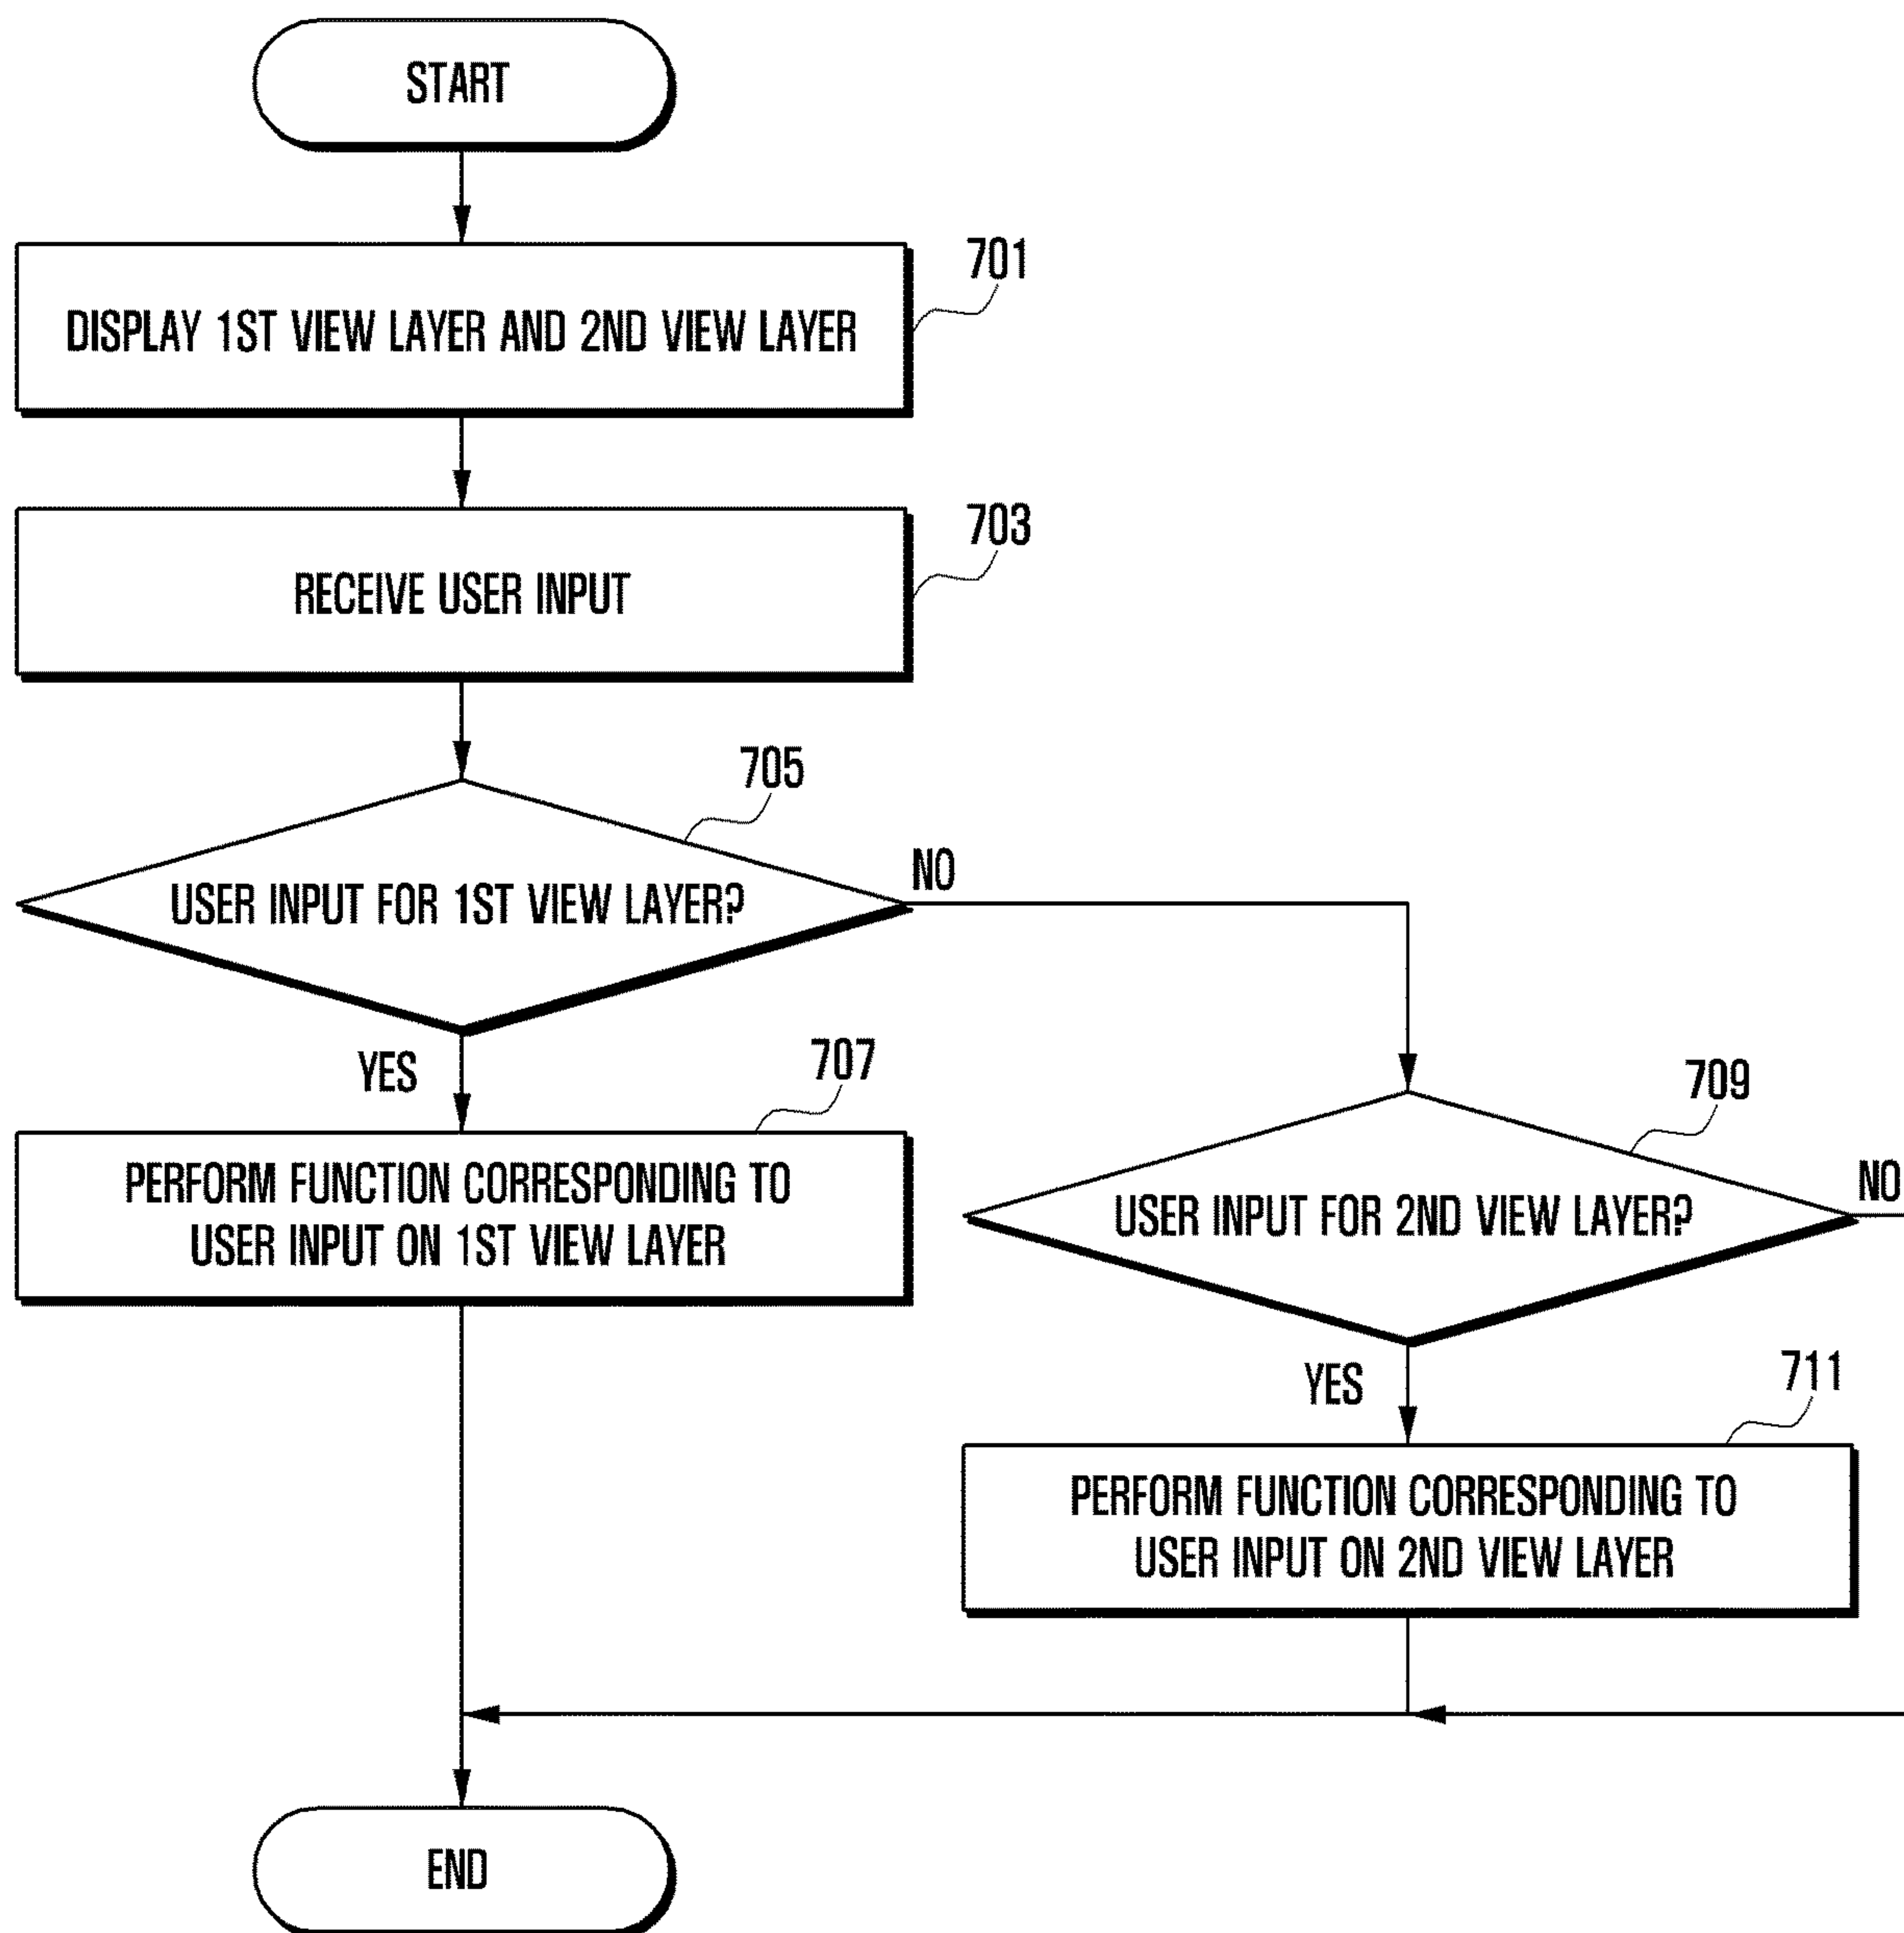 START
701
DISPLAY 1ST VIEW LAYER AND 2ND VIEW LAYER
703
RECEIVE USER INPUT
705
USER INPUT FOR 1ST VIEW LAYER?
NO
YES
707
PERFORM FUNCTION CORRESPONDING TO
USER INPUT ON 1ST VIEW LAYER
709
USER INPUT FOR 2ND VIEW LAYER?
NO
YES
711
PERFORM FUNCTION CORRESPONDING TO
USER INPUT ON 2ND VIEW LAYER
END